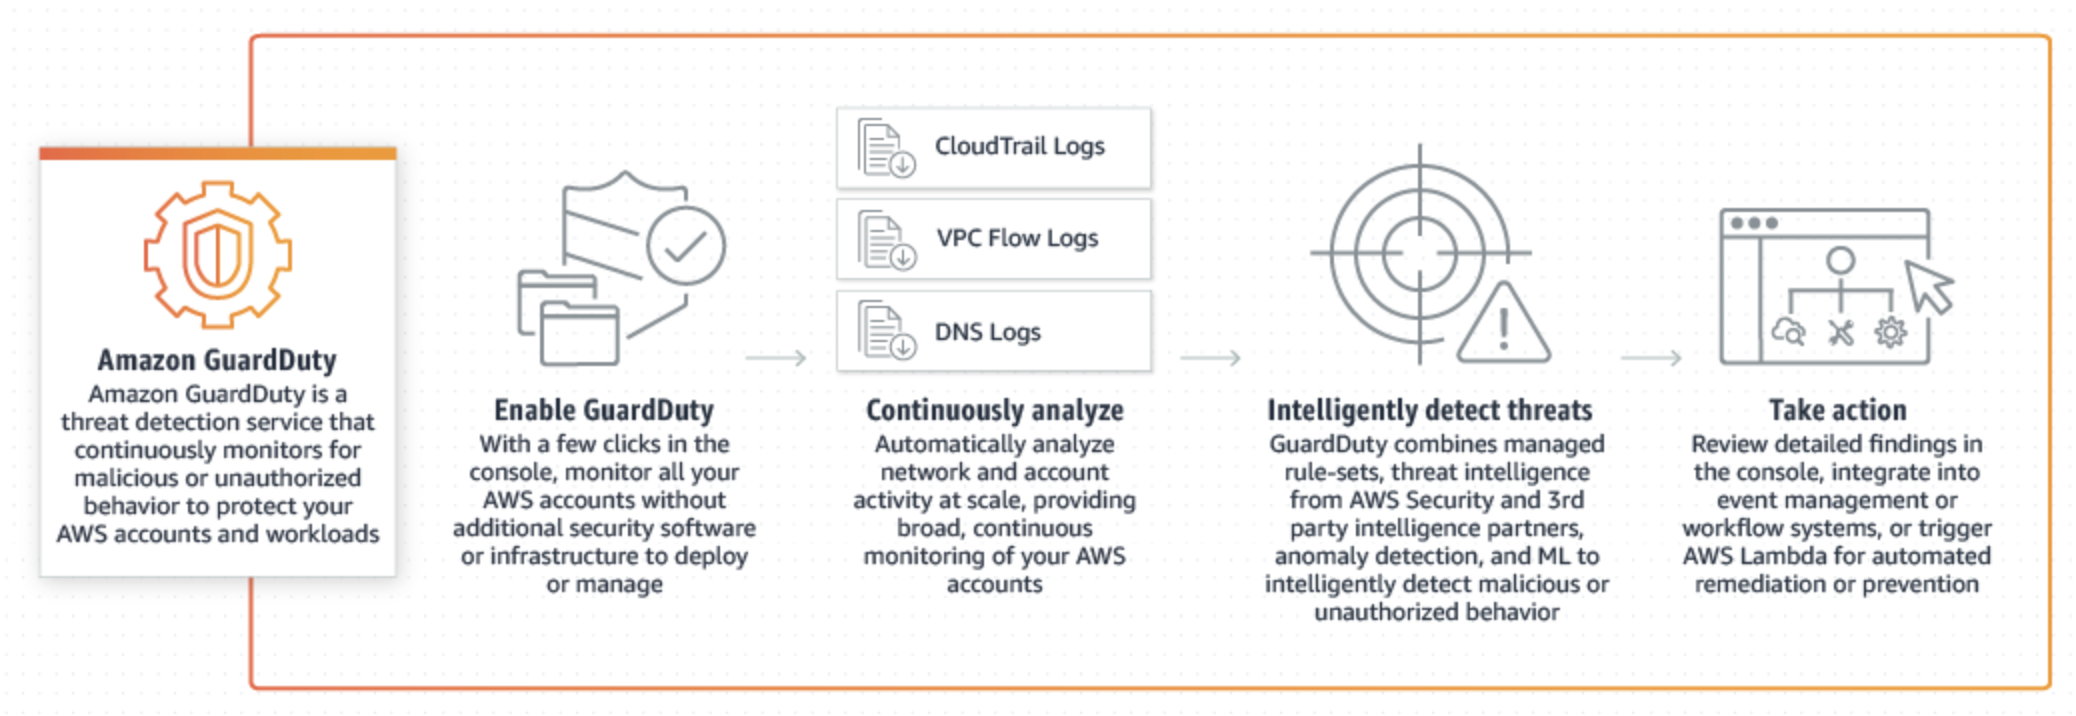 Amazon GuardDuty
Amazon GuardDuty is a
threat detection service that
continuously monitors for
malicious or unauthorized
behavior to protect your
AWS accounts and workloads
Enable GuardDuty
With a few clicks in the
console, monitor all your
AWS accounts without
additional security software
or infrastructure to deploy
or manage
CloudTrail Logs
VPC Flow Logs
DNS Logs
Continuously analyze
Automatically analyze
network and account
activity at scale, providing
broad, continuous
monitoring of your AWS
accounts
Intelligently detect threats
GuardDuty combines managed
rule-sets, threat intelligence
from AWS Security and 3rd
party intelligence partners,
anomaly detection, and ML to
intelligently detect malicious or
unauthorized behavior
Take action
Review detailed findings in
the console, integrate into
event management or
workflow systems, or trigger
AWS Lambda for automated
remediation or prevention